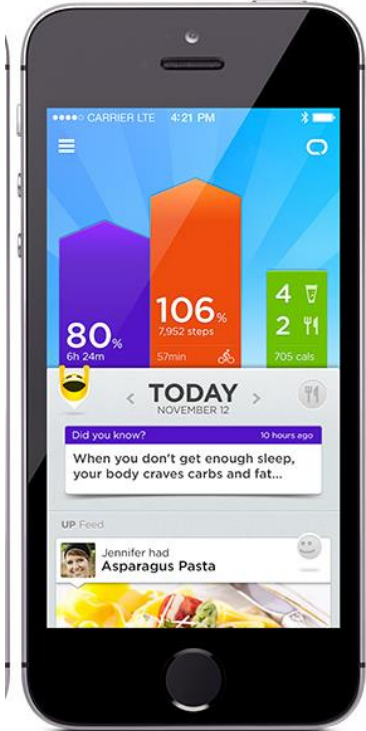 CARRIER LTE 4:21 PM
80%
6h 24m
106%
7,952 steps
57min
4
2
705 cals
TODAY
NOVEMBER 12
Did you know? 10 hours ago
When you don't get enough sleep,
your body craves carbs and fat...
UP Feed
Jennifer had
Asparagus Pasta